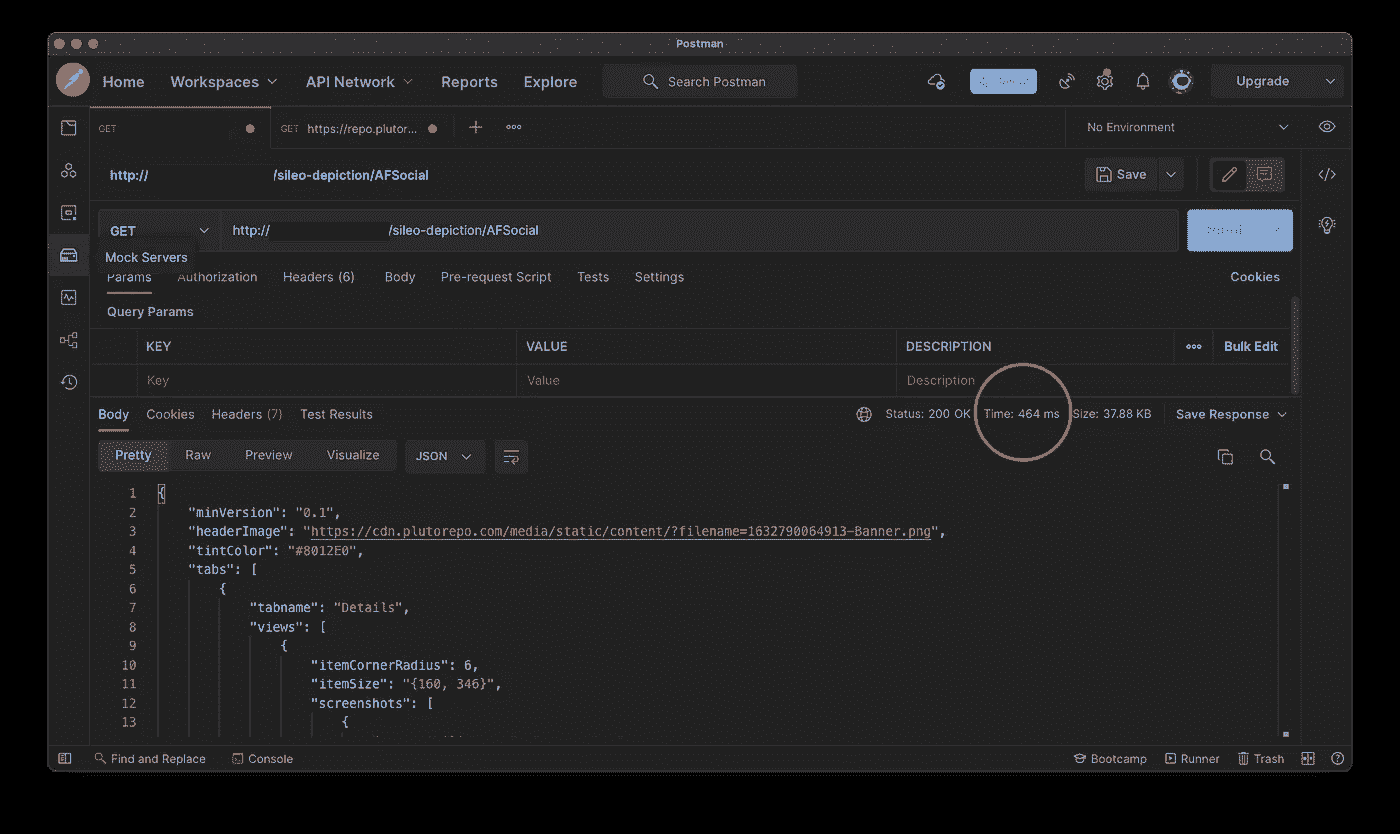 Postman
Home Workspaces API Network Reports Explore Search Postman Upgrade
GET GET https://repo.plutor... No Environment
http:// /sileo-depiction/AFSocial Save
GET http:// /sileo-depiction/AFSocial
Mock Servers
Params Authorization Headers (6) Body Pre-request Script Tests Settings Cookies
Query Params
KEY VALUE DESCRIPTION Bulk Edit
Key Value Description
Body Cookies Headers (7) Test Results Status: 200 OK Time: 464 ms Size: 37.88 KB Save Response
Pretty Raw Preview Visualize JSON
1 {
2 "minVersion": "0.1",
3 "headerImage": "https://cdn.plutorepo.com/media/static/content/?filename=1632790064913-Banner.png",
4 "tintColor": "#8012E0",
5 "tabs": [
6 {
7 "tabname": "Details",
8 "views": [
9 {
10 "itemCornerRadius": 6,
11 "itemSize": "{160, 346}",
12 "screenshots": [
13 {
Find and Replace Console Bootcamp Runner Trash